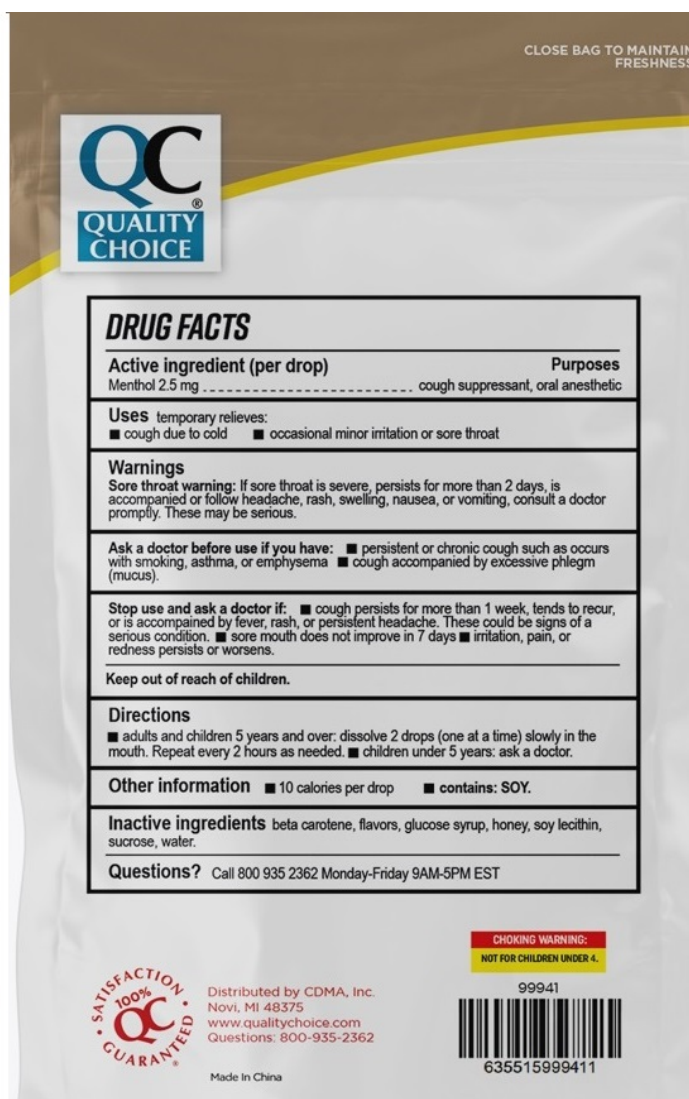 CLOSE BAG TO MAINTAIN
FRESHNESS
QC®
QUALITY
CHOICE
DRUG FACTS
Active ingredient (per drop) Purposes
Menthol 2.5 mg cough suppressant, oral anesthetic
Uses temporary relieves:
■ cough due to cold ■ occasional minor irritation or sore throat
Warnings
Sore throat warning: If sore throat is severe, persists for more than 2 days, is
accompanied or follow headache, rash, swelling, nausea, or vomiting, consult a doctor
promptly. These may be serious.
Ask a doctor before use if you have: ■ persistent or chronic cough such as occurs
with smoking, asthma, or emphysema ■ cough accompanied by excessive phlegm
(mucus).
Stop use and ask a doctor if: ■ cough persists for more than 1 week, tends to recur,
or is accompained by fever, rash, or persistent headache. These could be signs of a
serious condition. ■ sore mouth does not improve in 7 days ■ irritation, pain, or
redness persists or worsens.
Keep out of reach of children.
Directions
■ adults and children 5 years and over: dissolve 2 drops (one at a time) slowly in the
mouth. Repeat every 2 hours as needed. ■ children under 5 years: ask a doctor.
Other information ■ 10 calories per drop ■ contains: SOY.
Inactive ingredients beta carotene, flavors, glucose syrup, honey, soy lecithin,
sucrose, water.
Questions? Call 800 935 2362 Monday-Friday 9AM-5PM EST
CHOKING WARNING:
NOT FOR CHILDREN UNDER 4.
SATISFACTION
100%
QC
GUARANTEED®
Distributed by CDMA, Inc.
Novi, MI 48375
www.qualitychoice.com
Questions: 800-935-2362
Made In China
99941
635515999411